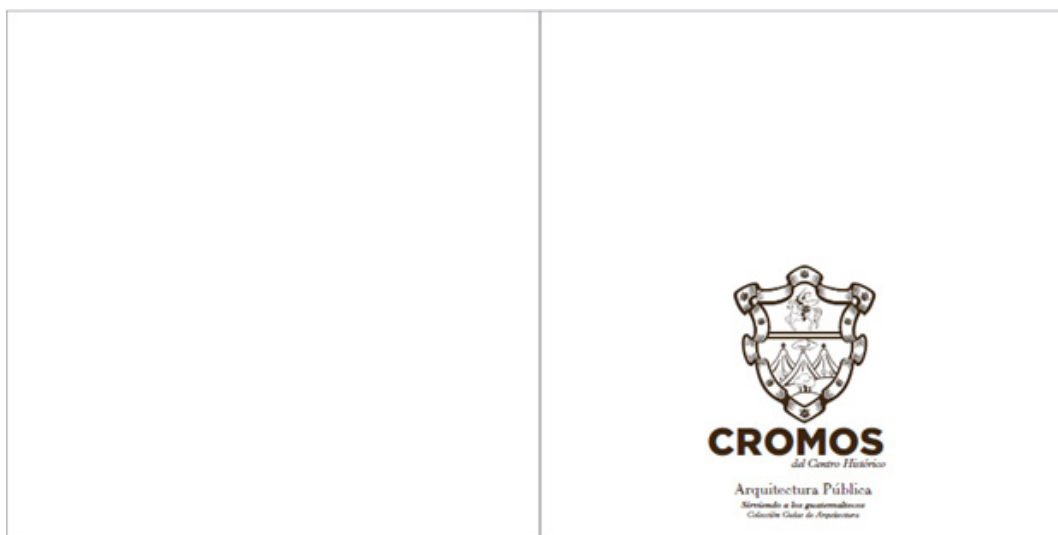 CROMOS
del Centro Histórico
Arquitectura Pública
Sirviendo a los guatemaltecos
Colección Guías de Arquitectura